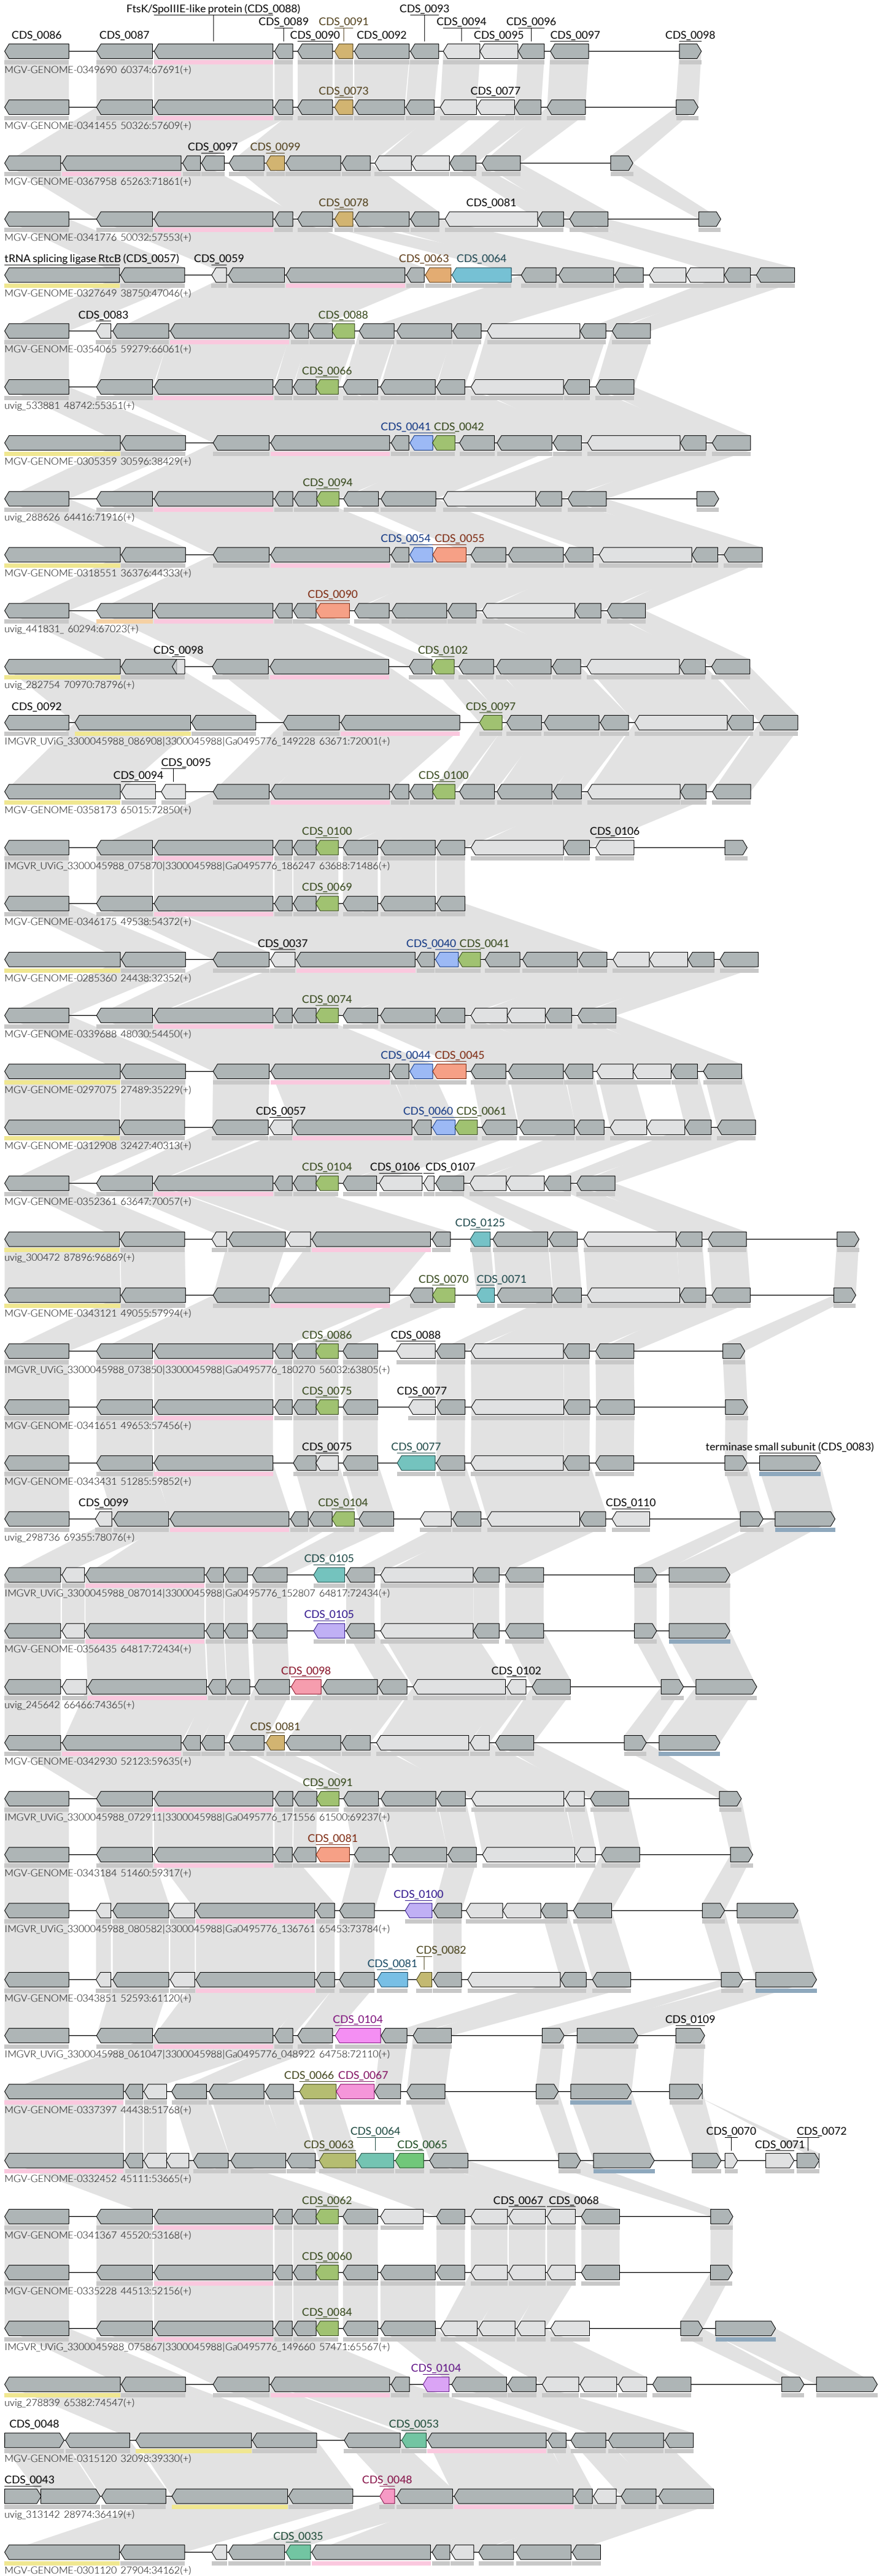 FtsK/SpoIIIE-like protein (CDS_0088)
CDS_0093
CDS_0089 CDS_0091 CDS_0094 CDS_0096
CDS_0086 CDS_0087 CDS_0090 CDS_0092 CDS_0095 CDS_0097 CDS_0098
MGV-GENOME-0349690 60374:67691(+)
CDS_0073 CDS_0077
MGV-GENOME-0341455 50326:57609(+)
CDS_0097 CDS_0099
MGV-GENOME-0367958 65263:71861(+)
CDS_0078 CDS_0081
MGV-GENOME-0341776 50032:57553(+)
tRNA splicing ligase RtcB (CDS_0057) CDS_0059 CDS_0063 CDS_0064
MGV-GENOME-0327649 38750:47046(+)
CDS_0083 CDS_0088
MGV-GENOME-0354065 59279:66061(+)
CDS_0066
uvig_533881 48742:55351(+)
CDS_0041 CDS_0042
MGV-GENOME-0305359 30596:38429(+)
CDS_0094
uvig_288626 64416:71916(+)
CDS_0054 CDS_0055
MGV-GENOME-0318551 36376:44333(+)
CDS_0090
uvig_441831_ 60294:67023(+)
CDS_0098 CDS_0102
uvig_282754 70970:78796(+)
CDS_0092 CDS_0097
IMGVR_UViG_3300045988_086908|3300045988|Ga0495776_149228 63671:72001(+)
CDS_0095
CDS_0094 CDS_0100
MGV-GENOME-0358173 65015:72850(+)
CDS_0100 CDS_0106
IMGVR_UViG_3300045988_075870|3300045988|Ga0495776_186247 63688:71486(+)
CDS_0069
MGV-GENOME-0346175 49538:54372(+)
CDS_0037 CDS_0040 CDS_0041
MGV-GENOME-0285360 24438:32352(+)
CDS_0074
MGV-GENOME-0339688 48030:54450(+)
CDS_0044 CDS_0045
MGV-GENOME-0297075 27489:35229(+)
CDS_0057 CDS_0060 CDS_0061
MGV-GENOME-0312908 32427:40313(+)
CDS_0104 CDS_0106 CDS_0107
MGV-GENOME-0352361 63647:70057(+)
CDS_0125
uvig_300472 87896:96869(+)
CDS_0070 CDS_0071
MGV-GENOME-0343121 49055:57994(+)
CDS_0086 CDS_0088
IMGVR_UViG_3300045988_073850|3300045988|Ga0495776_180270 56032:63805(+)
CDS_0075 CDS_0077
MGV-GENOME-0341651 49653:57456(+)
CDS_0075 CDS_0077 terminase small subunit (CDS_0083)
MGV-GENOME-0343431 51285:59852(+)
CDS_0099 CDS_0104 CDS_0110
uvig_298736 69355:78076(+)
CDS_0105
IMGVR_UViG_3300045988_087014|3300045988|Ga0495776_152807 64817:72434(+)
CDS_0105
MGV-GENOME-0356435 64817:72434(+)
CDS_0098 CDS_0102
uvig_245642 66466:74365(+)
CDS_0081
MGV-GENOME-0342930 52123:59635(+)
CDS_0091
IMGVR_UViG_3300045988_072911|3300045988|Ga0495776_171556 61500:69237(+)
CDS_0081
MGV-GENOME-0343184 51460:59317(+)
CDS_0100
IMGVR_UViG_3300045988_080582|3300045988|Ga0495776_136761 65453:73784(+)
CDS_0081 CDS_0082
MGV-GENOME-0343851 52593:61120(+)
CDS_0104 CDS_0109
IMGVR_UViG_3300045988_061047|3300045988|Ga0495776_048922 64758:72110(+)
CDS_0066 CDS_0067
MGV-GENOME-0337397 44438:51768(+)
CDS_0064 CDS_0070 CDS_0072
CDS_0063 CDS_0065 CDS_0071
MGV-GENOME-0332452 45111:53665(+)
CDS_0062 CDS_0067 CDS_0068
MGV-GENOME-0341367 45520:53168(+)
CDS_0060
MGV-GENOME-0335228 44513:52156(+)
CDS_0084
IMGVR_UViG_3300045988_075867|3300045988|Ga0495776_149660 57471:65567(+)
CDS_0104
uvig_278839 65382:74547(+)
CDS_0048 CDS_0053
MGV-GENOME-0315120 32098:39330(+)
CDS_0043 CDS_0048
uvig_313142 28974:36419(+)
CDS_0035
MGV-GENOME-0301120 27904:34162(+)